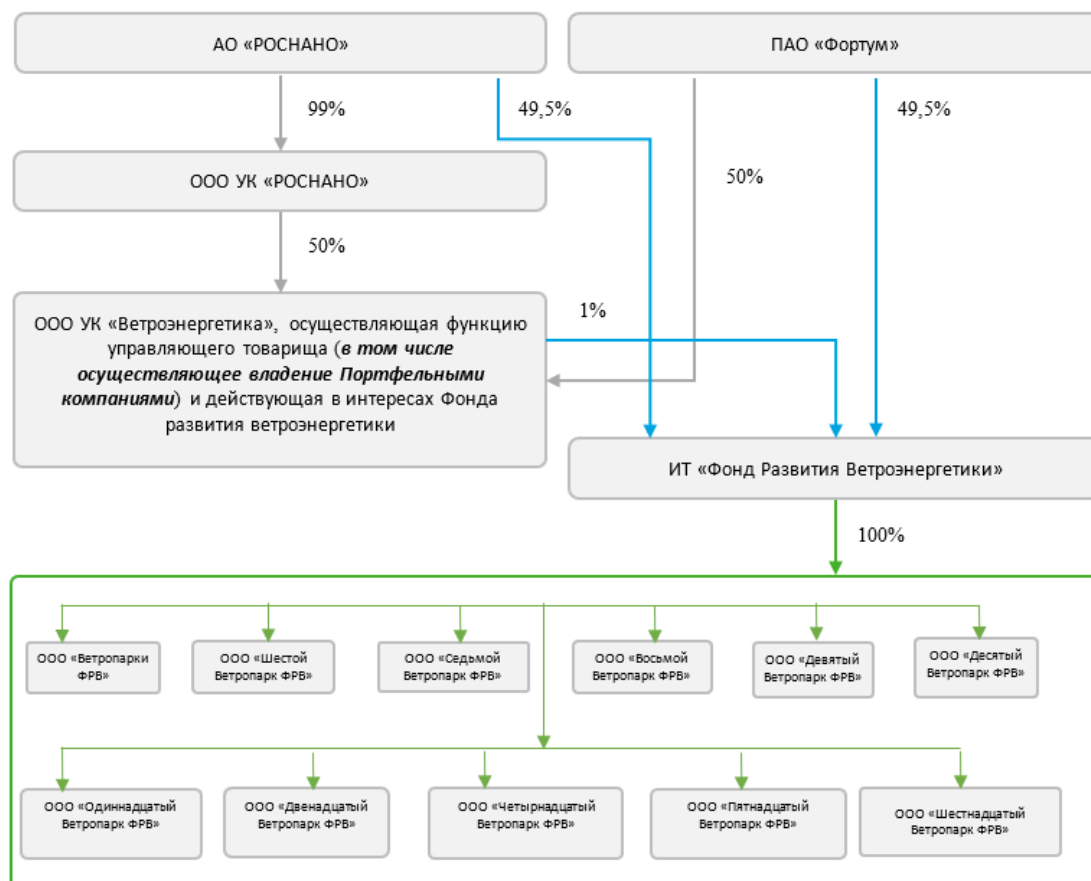 АО «РОСНАНО»
ПАО «Фортум»
99%
49,5%
49,5%
ООО УК «РОСНАНО»
50%
50%
ООО УК «Ветроэнергетика», осуществляющая функцию
управляющего товарища (в том числе
осуществляющее владение Портфельными
компаниями) и действующая в интересах Фонда
развития ветроэнергетики
1%
ИТ «Фонд Развития Ветроэнергетики»
100%
ООО «Ветропарки
ФРВ»
ООО «Шестой
Ветропарк ФРВ»
ООО «Седьмой
Ветропарк ФРВ»
ООО «Восьмой
Ветропарк ФРВ»
ООО «Девятый
Ветропарк ФРВ»
ООО «Десятый
Ветропарк ФРВ»
ООО «Одиннадцатый
Ветропарк ФРВ»
ООО «Двенадцатый
Ветропарк ФРВ»
ООО «Четырнадцатый
Ветропарк ФРВ»
ООО «Пятнадцатый
Ветропарк ФРВ»
ООО «Шестнадцатый
Ветропарк ФРВ»